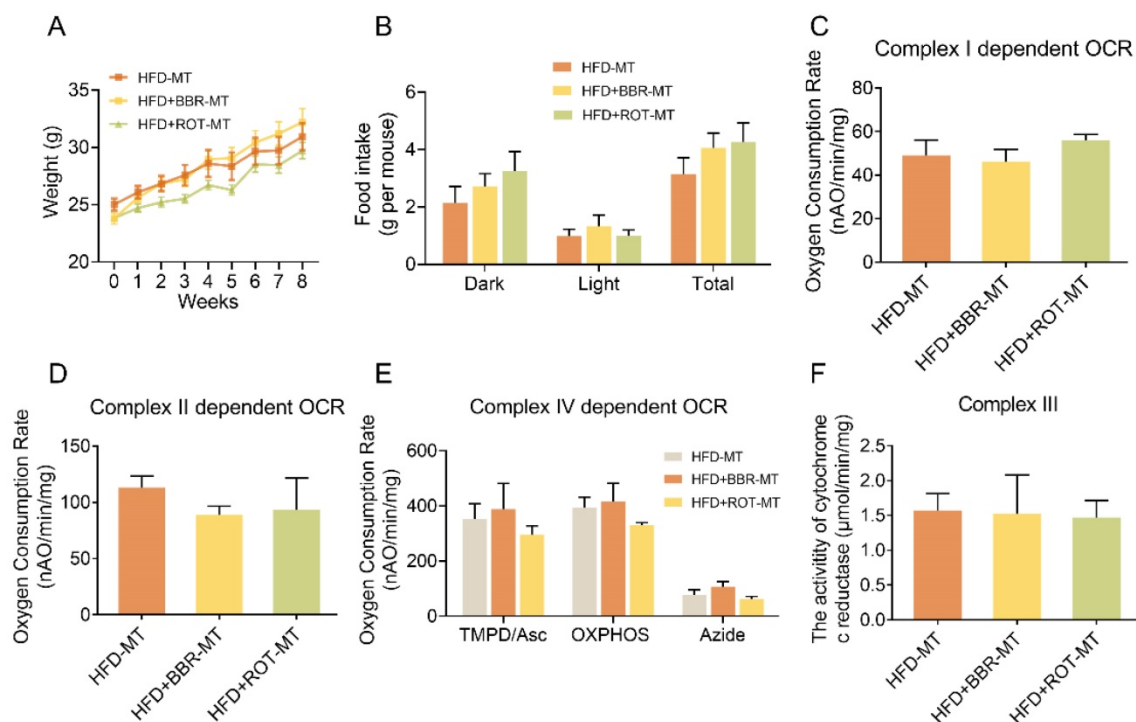 A
HFD-MT
HFD+BBR-MT
HFD+ROT-MT
Weight (g)
35
30
25
20
0 1 2 3 4 5 6 7 8
Weeks
B
HFD-MT
HFD+BBR-MT
HFD+ROT-MT
Food intake
(g per mouse)
6
4
2
0
Dark Light Total
C
Complex I dependent OCR
Oxygen Consumption Rate
(nAO/min/mg)
80
60
40
20
0
HFD-MT
HFD+BBR-MT
HFD+ROT-MT
D
Complex II dependent OCR
Oxygen Consumption Rate
(nAO/min/mg)
150
100
50
0
HFD-MT
HFD+BBR-MT
HFD+ROT-MT
E
Complex IV dependent OCR
HFD-MT
HFD+BBR-MT
HFD+ROT-MT
Oxygen Consumption Rate
(nAO/min/mg)
600
400
200
0
TMPD/Asc OXPHOS Azide
F
Complex III
The activitity of cytochrome
c reductase (μmol/min/mg)
2.5
2.0
1.5
1.0
0.5
0.0
HFD-MT
HFD+BBR-MT
HFD+ROT-MT